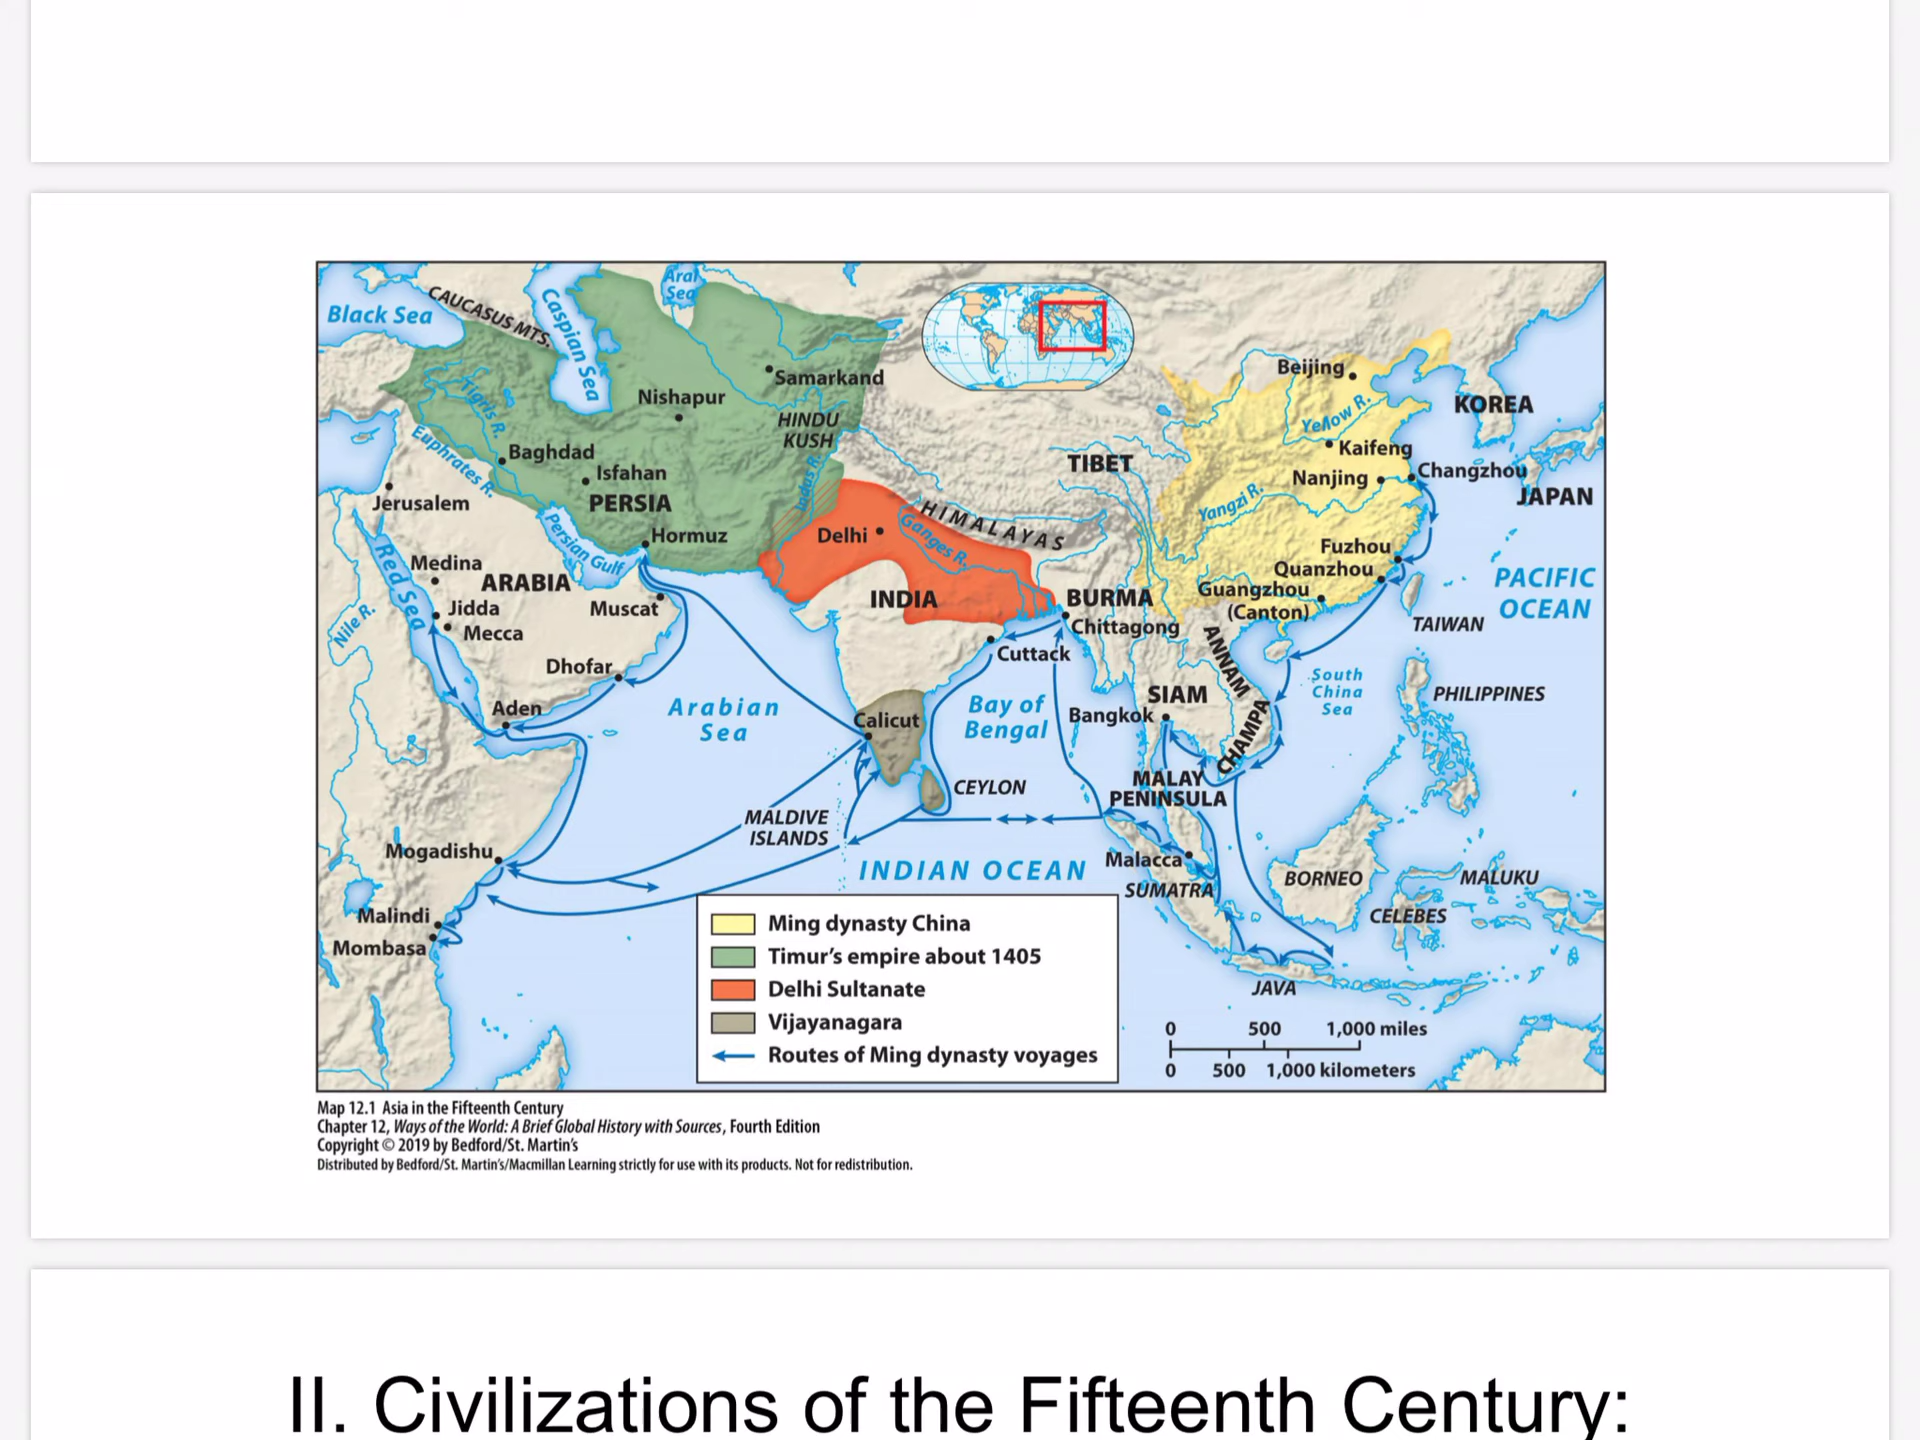 Black Sea
CAUCASUS MTS.
Caspian Sea
Aral
Sea
Samarkand
Nishapur
HINDU
KUSH
Tigris R.
Euphrates R.
Baghdad
Isfahan
PERSIA
Indus R.
Jerusalem
Hormuz
Persian Gulf
Red Sea
Medina
ARABIA
Muscat
Jidda
Mecca
Nile R.
Dhofar
Aden
Arabian
Sea
Delhi
Ganges R.
HIMALAYAS
TIBET
INDIA
BURMA
Chittagong
Cuttack
Bay of
Bengal
Calicut
CEYLON
MALDIVE
ISLANDS
Beijing
Yellow R.
KOREA
Kaifeng
Nanjing
Changzhou
JAPAN
Yangzi R.
Fuzhou
Quanzhou
Guangzhou
(Canton)
PACIFIC
OCEAN
TAIWAN
ANNAM
SIAM
Bangkok
CHAMPA
South
China
Sea
PHILIPPINES
MALAY
PENINSULA
Malacca
SUMATRA
BORNEO
MALUKU
CELEBES
JAVA
INDIAN OCEAN
Mogadishu
Malindi
Mombasa
Ming dynasty China
Timur's empire about 1405
Delhi Sultanate
Vijayanagara
Routes of Ming dynasty voyages
0 500 1,000 miles
0 500 1,000 kilometers
Map 12.1 Asia in the Fifteenth Century
Chapter 12, Ways of the World: A Brief Global History with Sources, Fourth Edition
Copyright © 2019 by Bedford/St. Martin's
Distributed by Bedford/St. Martin's/Macmillan Learning strictly for use with its products. Not for redistribution.
II. Civilizations of the Fifteenth Century: